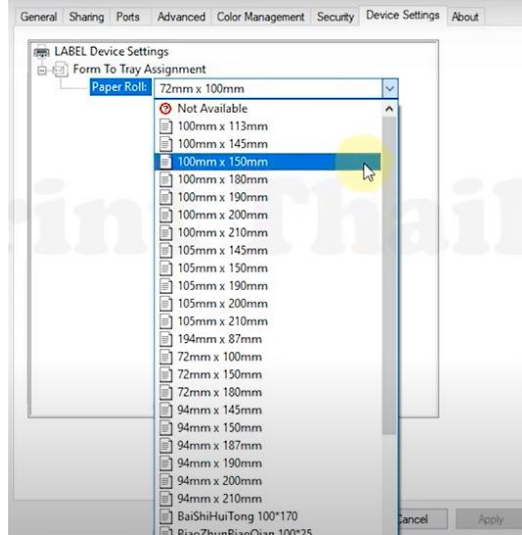 General Sharing Ports Advanced Color Management Security Device Settings About
LABEL Device Settings
Form To Tray Assignment
Paper Roll: 72mm x 100mm
Not Available
100mm x 113mm
100mm x 145mm
100mm x 150mm
100mm x 180mm
100mm x 190mm
100mm x 200mm
100mm x 210mm
105mm x 145mm
105mm x 150mm
105mm x 190mm
105mm x 200mm
105mm x 210mm
194mm x 87mm
72mm x 100mm
72mm x 150mm
72mm x 180mm
94mm x 145mm
94mm x 150mm
94mm x 187mm
94mm x 190mm
94mm x 200mm
94mm x 210mm
BaiShiHuiTong 100*170
Cancel Apply
BiaoZhunBiaoQian 100*25